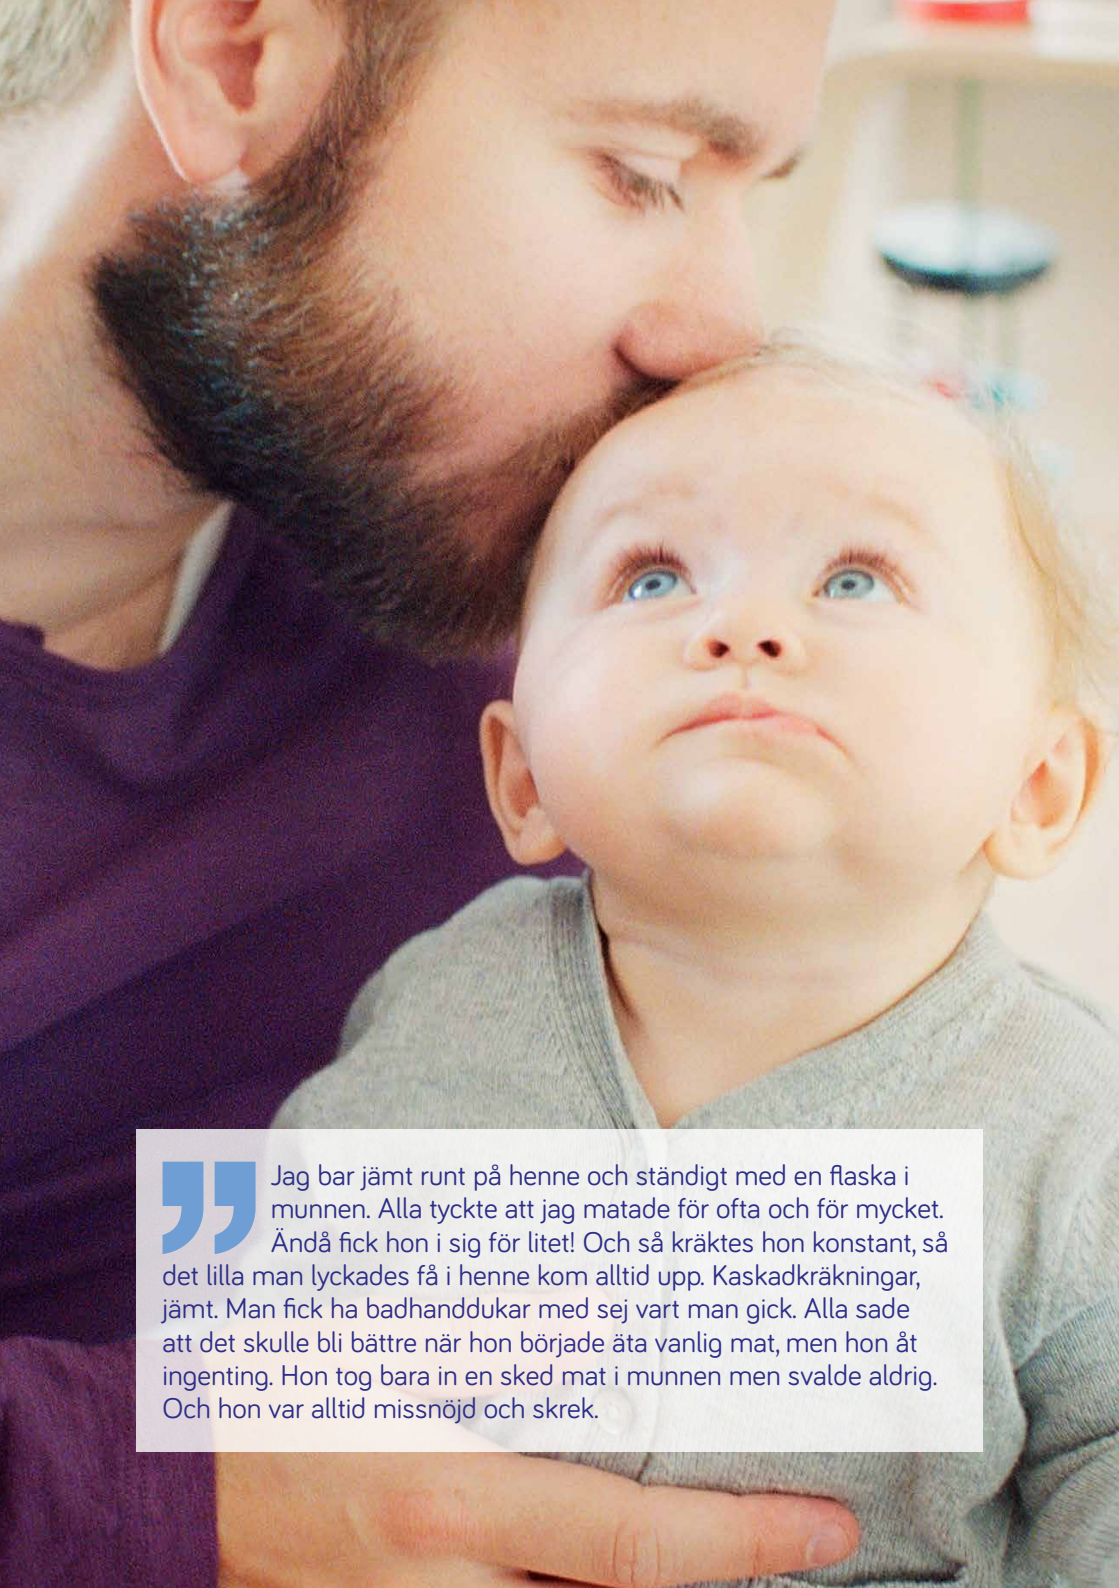 Jag bar jämt runt på henne och ständigt med en flaska i
munnen. Alla tyckte att jag matade för ofta och för mycket.
Ändå fick hon i sig för litet! Och så kräktes hon konstant, så
det lilla man lyckades få i henne kom alltid upp. Kaskadkräkningar,
jämt. Man fick ha badhanddukar med sej vart man gick. Alla sade
att det skulle bli bättre när hon började äta vanlig mat, men hon åt
ingenting. Hon tog bara in en sked mat i munnen men svalde aldrig.
Och hon var alltid missnöjd och skrek.